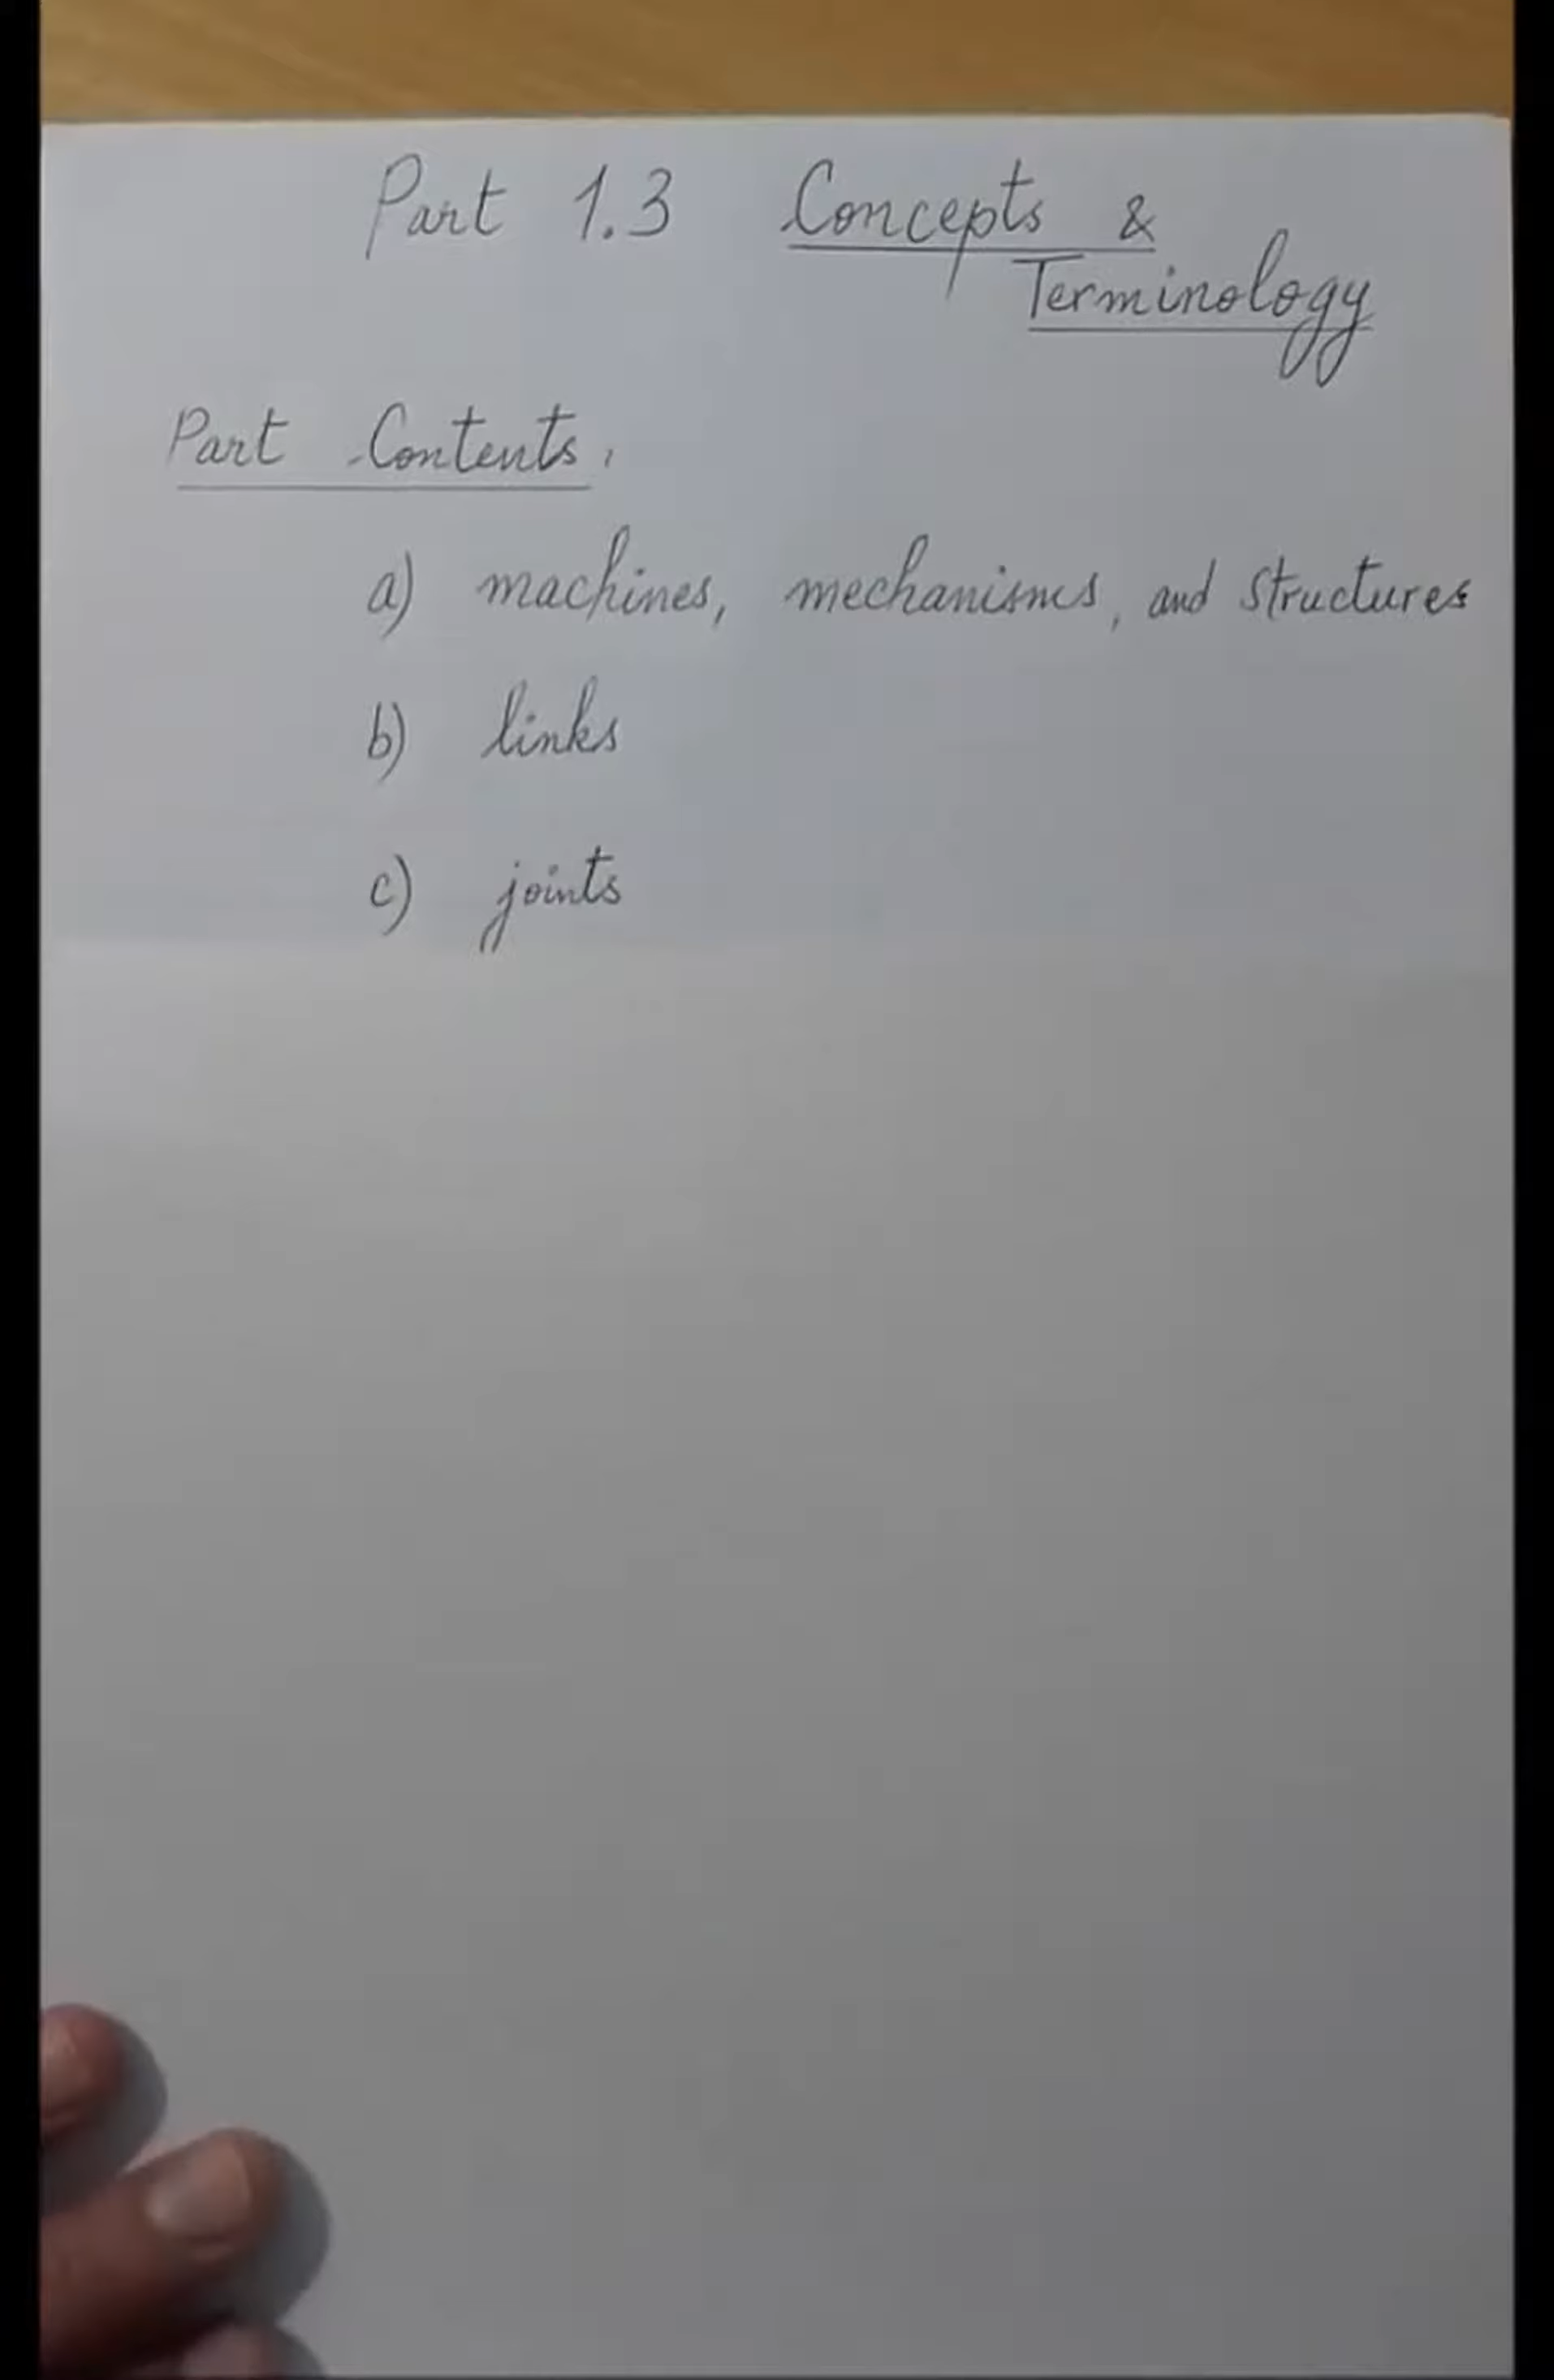 Part 1.3 Concepts &
Terminology
Part Contents,
a) machines, mechanisms, and structures
b) links
c) joints